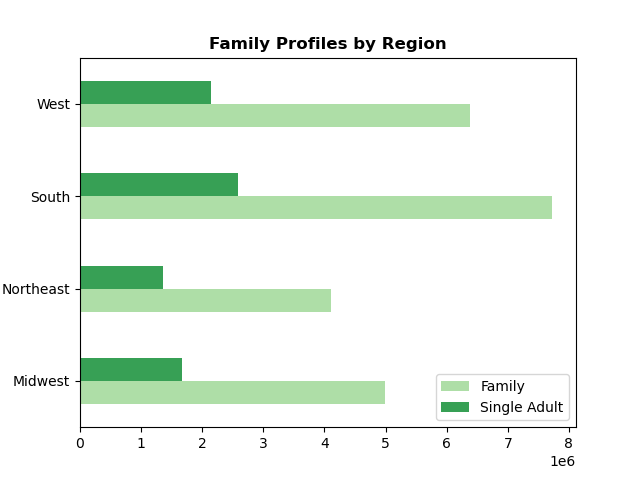 Family Profiles by Region
West
South
Northeast
Midwest
Family
Single Adult
0 1 2 3 4 5 6 7 8
1e6